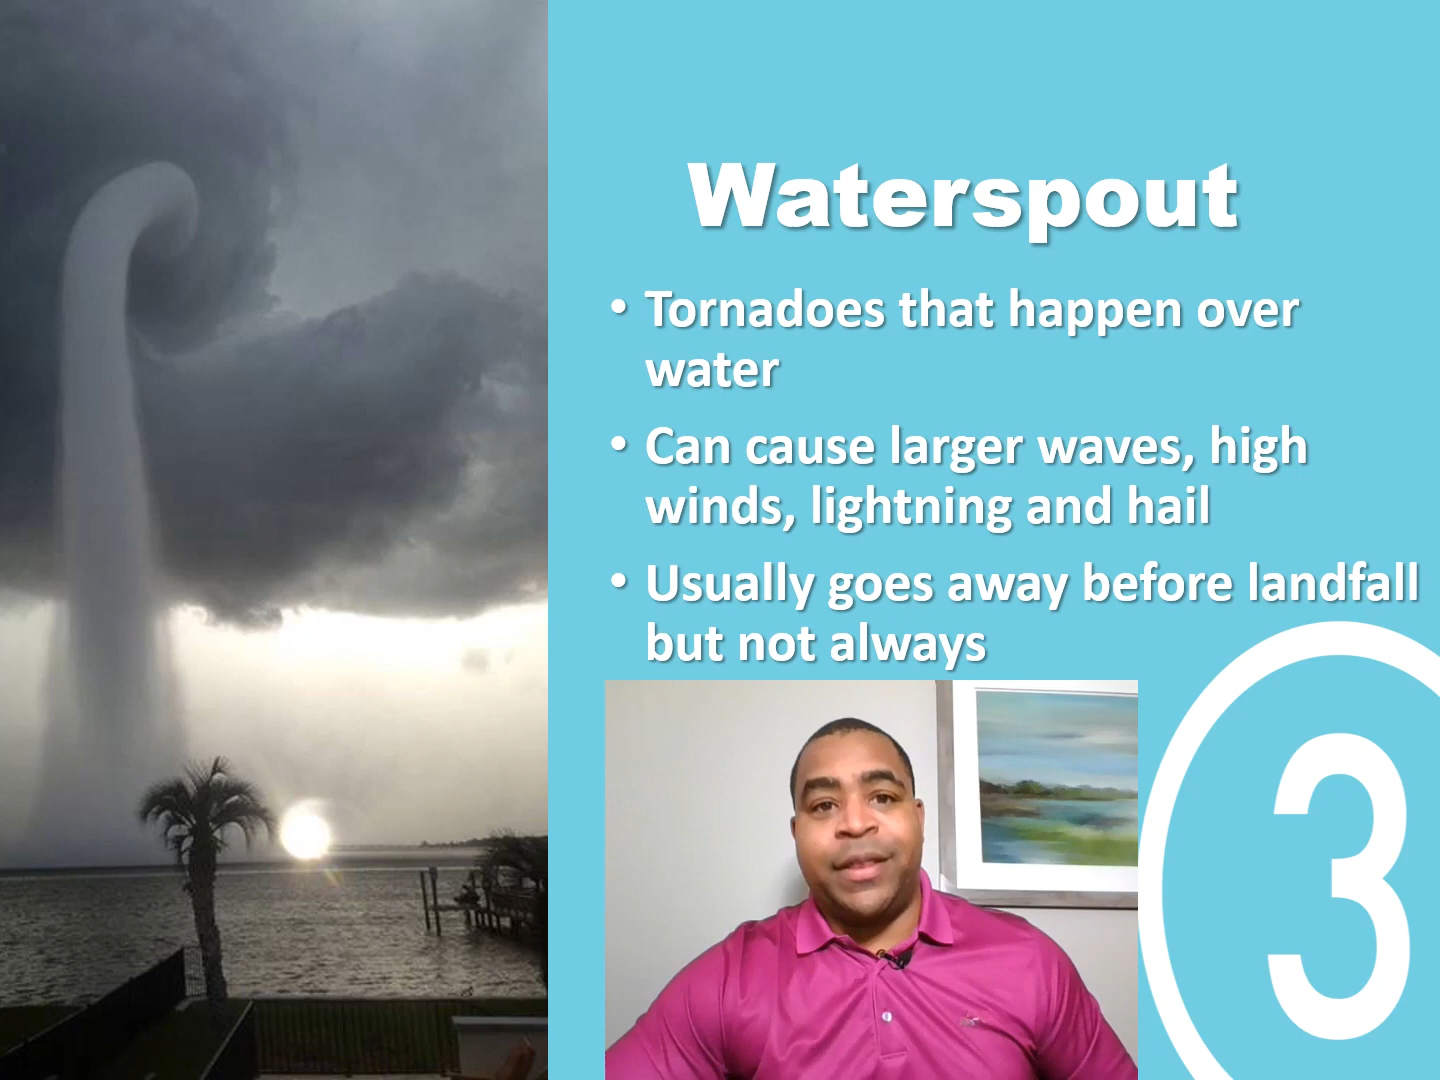 Waterspout
• Tornadoes that happen over
water
• Can cause larger waves, high
winds, lightning and hail
• Usually goes away before landfall
but not always
3